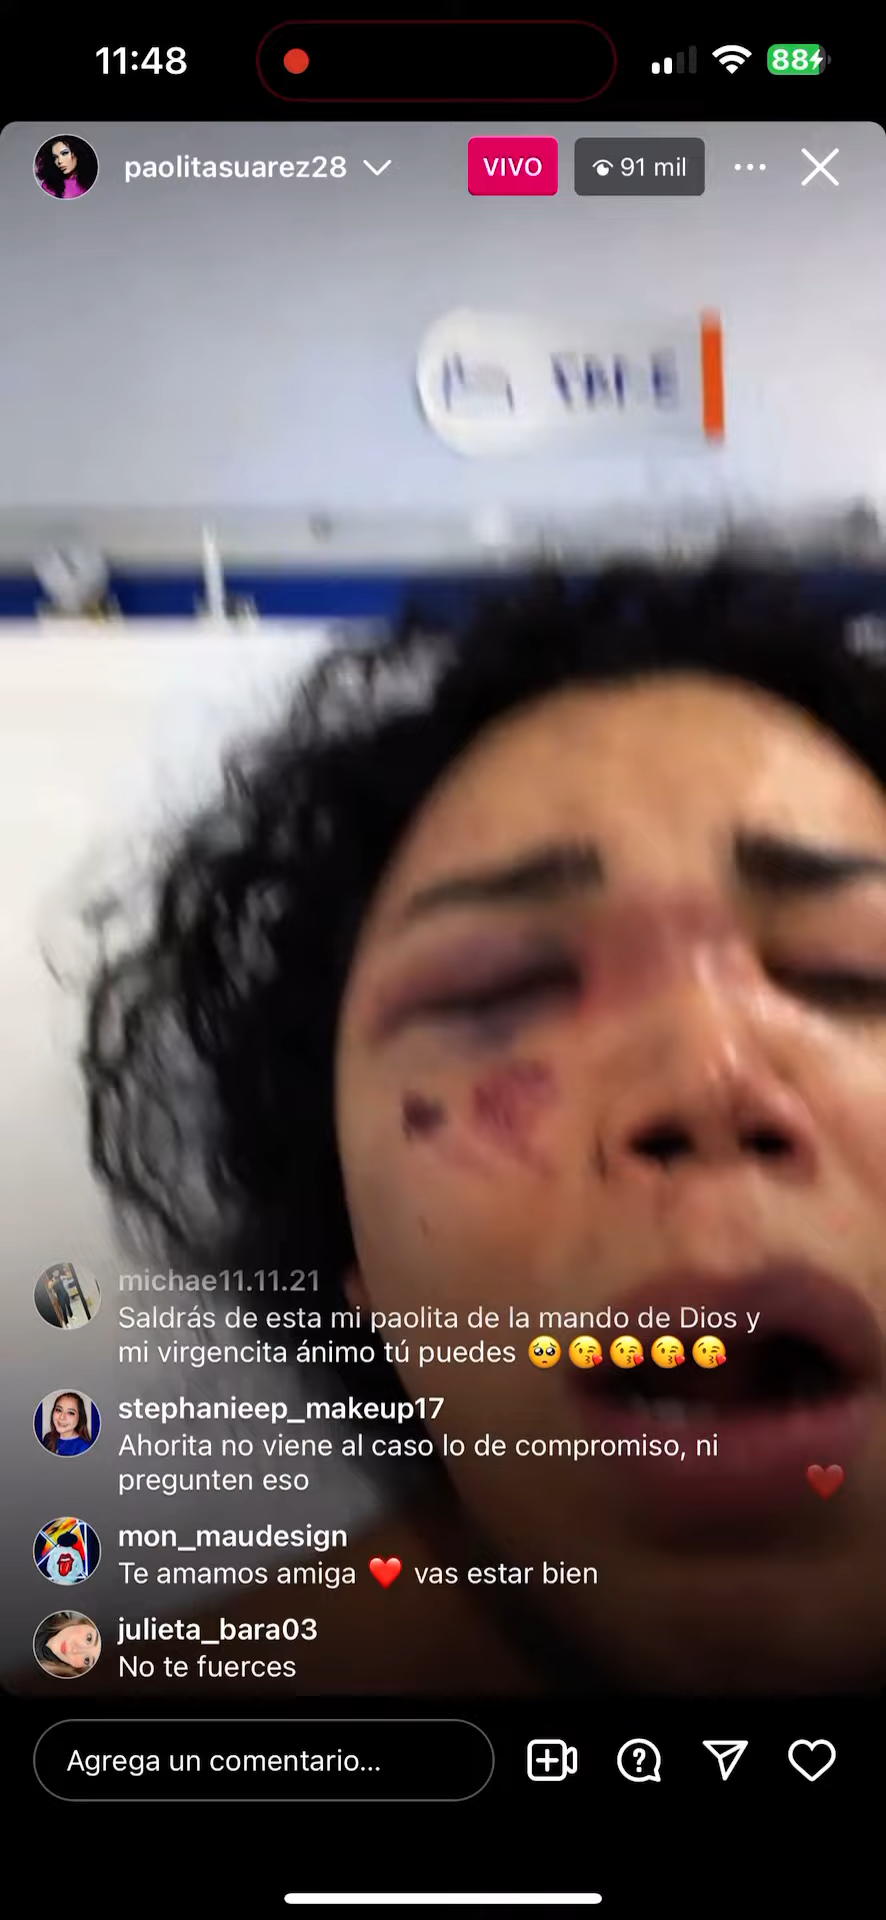 11:48
88
paolitasuarez28
VIVO
91 mil
michae11.11.21
Saldrás de esta mi paolita de la mando de Dios y
mi virgencita ánimo tú puedes 🥺😘😘😘😘
stephanieep_makeup17
Ahorita no viene al caso lo de compromiso, ni
pregunten eso
mon_maudesign
Te amamos amiga ❤️ vas estar bien
julieta_bara03
No te fuerces
Agrega un comentario...